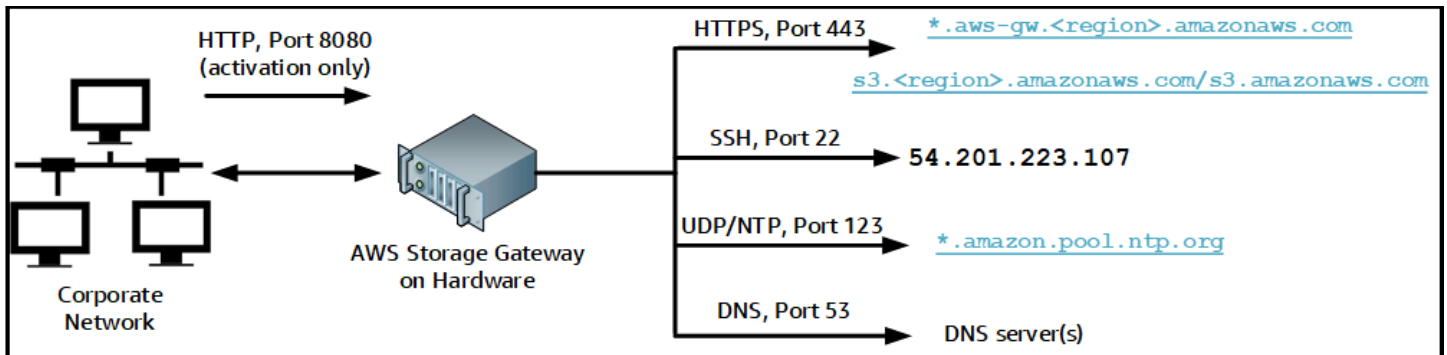 HTTP, Port 8080
(activation only)
Corporate
Network
AWS Storage Gateway
on Hardware
HTTPS, Port 443
*.aws-gw.<region>.amazonaws.com
s3.<region>.amazonaws.com/s3.amazonaws.com
SSH, Port 22
54.201.223.107
UDP/NTP, Port 123
*.amazon.pool.ntp.org
DNS, Port 53
DNS server(s)